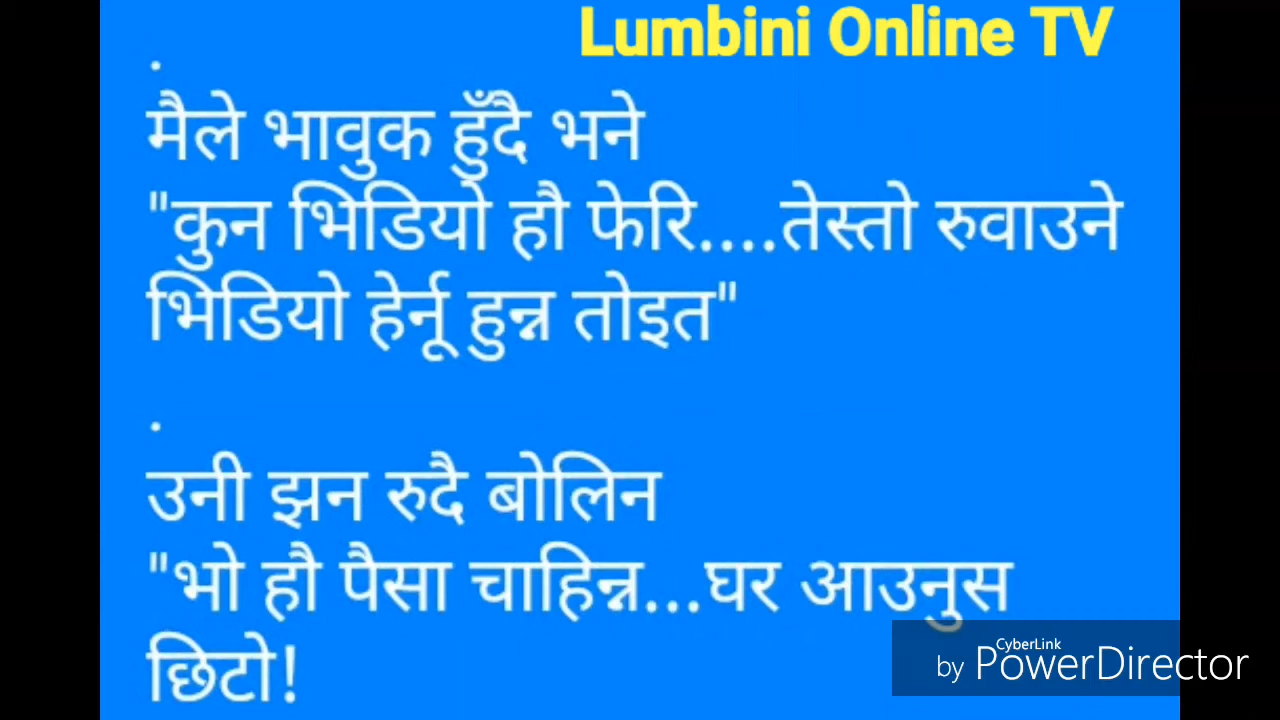 Lumbini Online TV
.
मैले भावुक हुँदै भने
"कुन भिडियो हौ फेरि....तेस्तो रुवाउने
भिडियो हेर्नू हुन्न तोइत"
.
उनी झन रुदै बोलिन
"भो हौ पैसा चाहिन्न...घर आउनुस
छिटो!
CyberLink
by PowerDirector